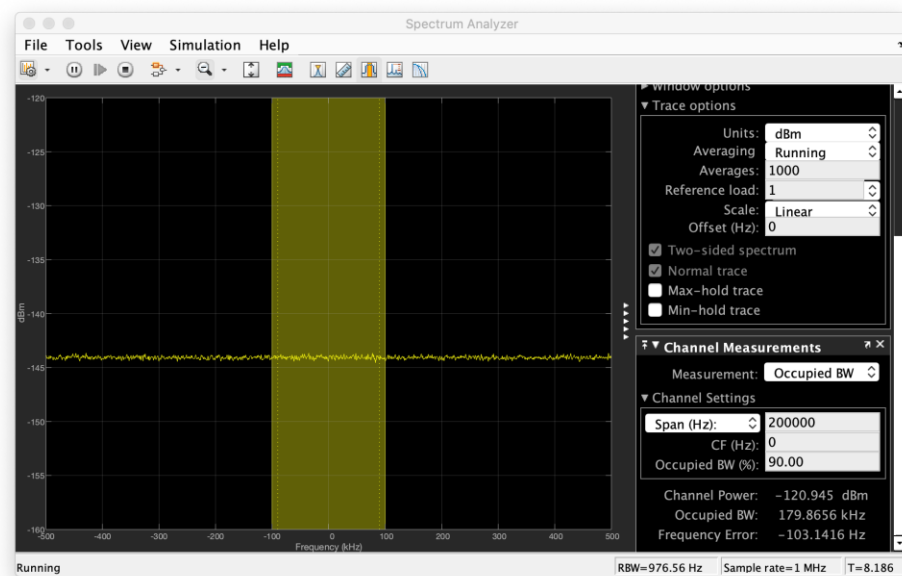 Spectrum Analyzer
File Tools View Simulation Help
Window options
Trace options
Units: dBm
Averaging Running
Averages: 1000
Reference load: 1
Scale: Linear
Offset (Hz): 0
Two-sided spectrum
Normal trace
Max-hold trace
Min-hold trace
Channel Measurements
Measurement: Occupied BW
Channel Settings
Span (Hz): 200000
CF (Hz): 0
Occupied BW (%): 90.00
Channel Power: -120.945 dBm
Occupied BW: 179.8656 kHz
Frequency Error: -103.1416 Hz
-120
-125
-130
-135
-140
-145
-150
-155
-160
dBm
-500 -400 -300 -200 -100 0 100 200 300 400 500
Frequency (kHz)
Running RBW=976.56 Hz Sample rate=1 MHz T=8.186